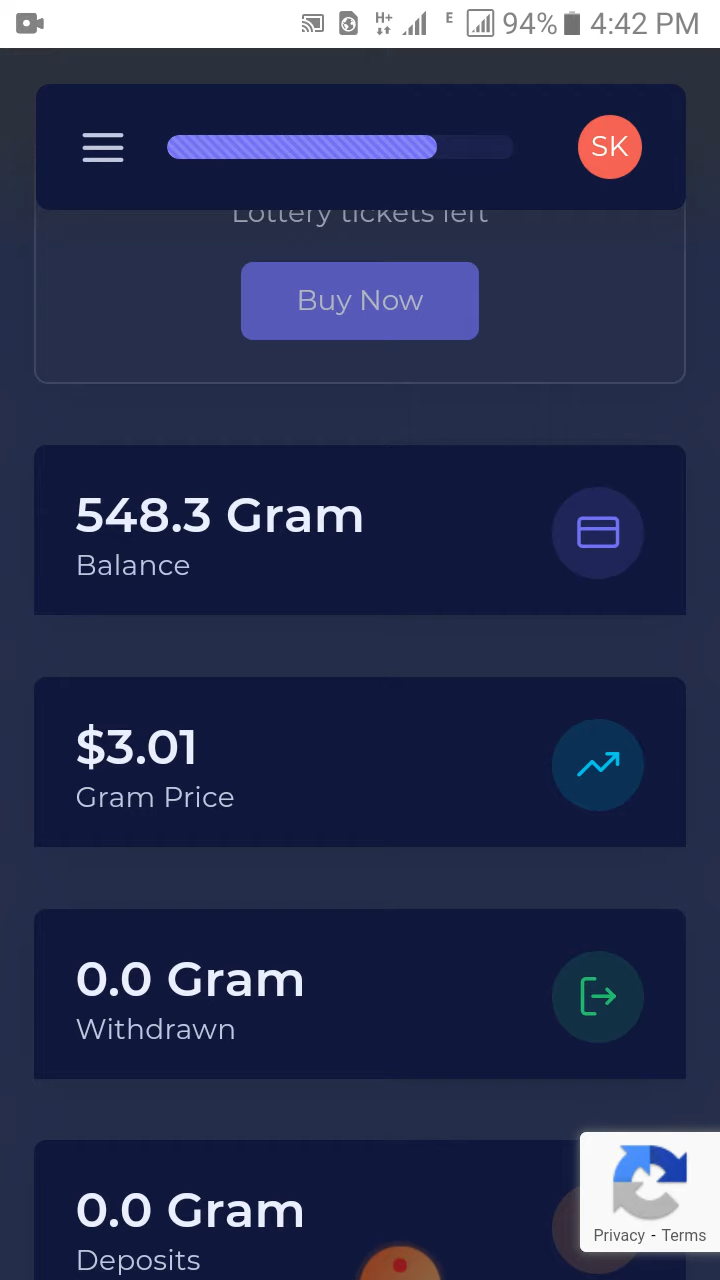 H+
E
94%
4:42 PM
SK
Lottery tickets left
Buy Now
548.3 Gram
Balance
$3.01
Gram Price
0.0 Gram
Withdrawn
0.0 Gram
Deposits
Privacy - Terms